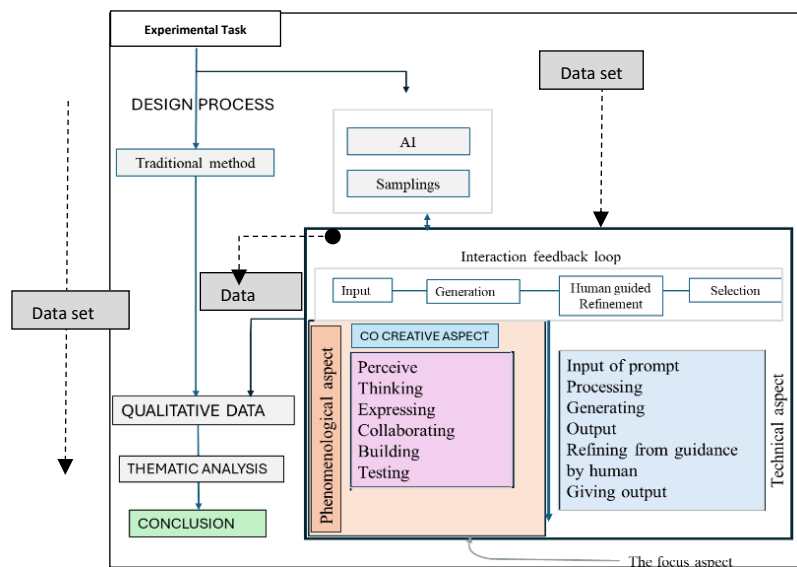 Experimental Task
Data set
DESIGN PROCESS
AI
Traditional method
Samplings
Interaction feedback loop
Data
Input
Generation
Human guided
Refinement
Selection
Data set
CO CREATIVE ASPECT
Phenomenological aspect
Perceive
Thinking
Expressing
Collaborating
Building
Testing
Input of prompt
Processing
Generating
Output
Refining from guidance
by human
Giving output
Technical aspect
QUALITATIVE DATA
THEMATIC ANALYSIS
CONCLUSION
The focus aspect